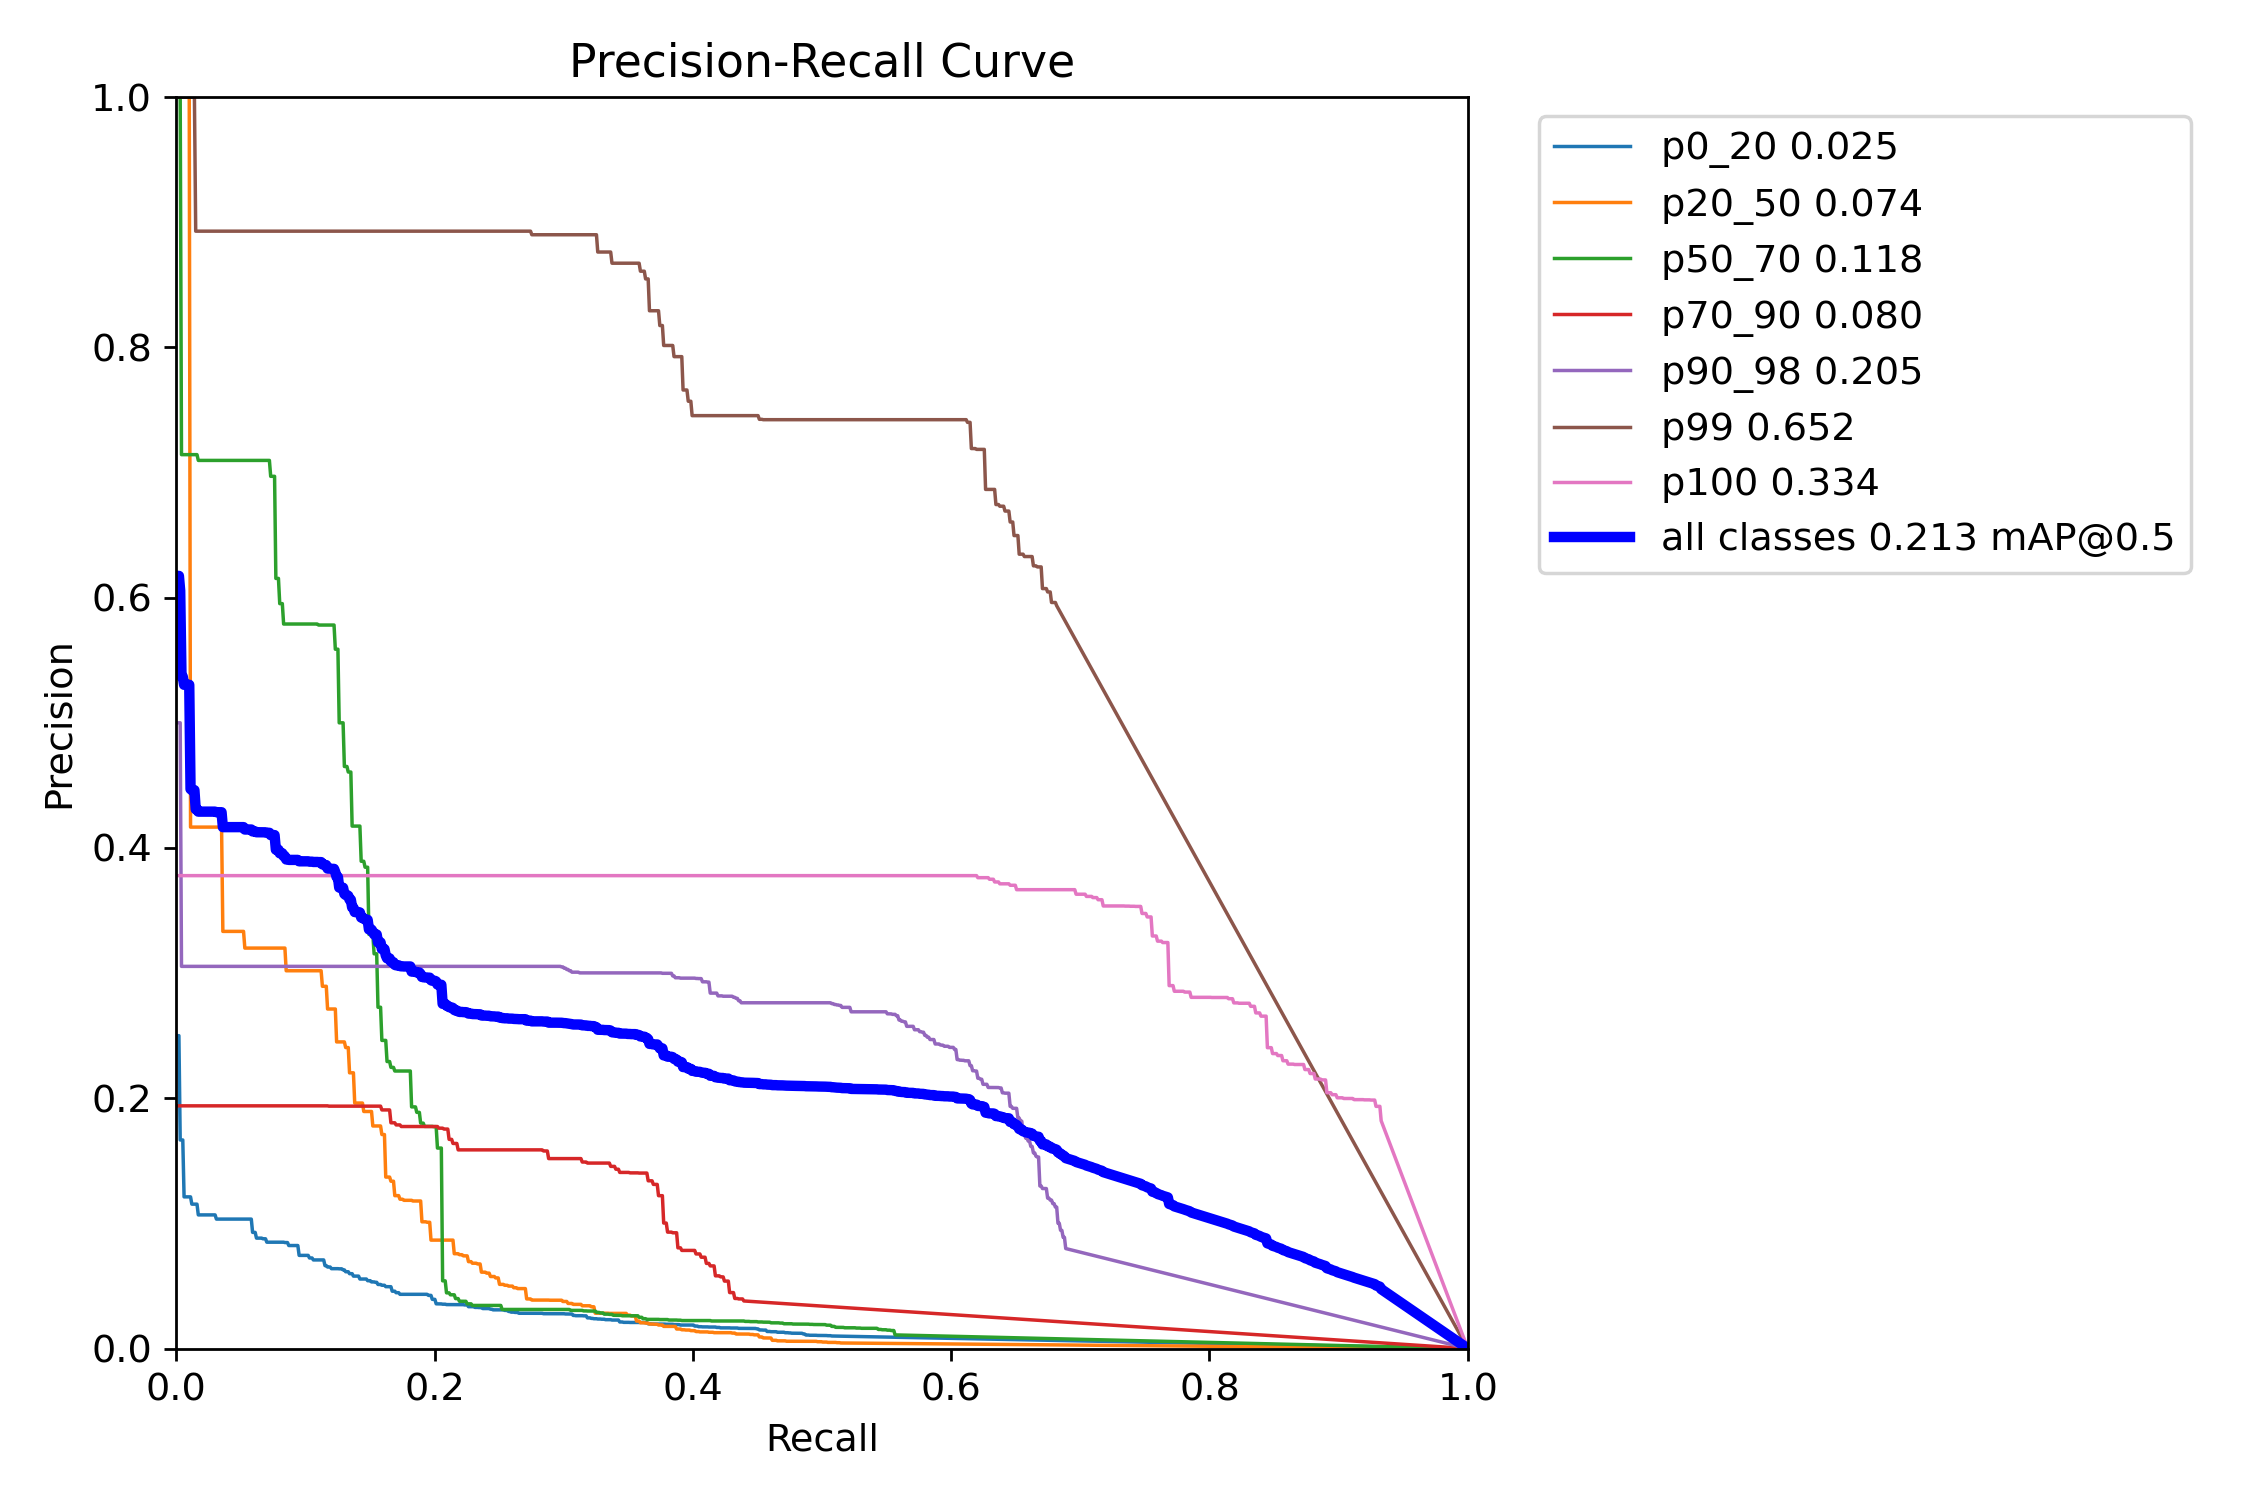 Precision-Recall Curve
1.0
0.8
0.6
0.4
0.2
0.0
Precision
0.0 0.2 0.4 0.6 0.8 1.0
Recall
p0_20 0.025
p20_50 0.074
p50_70 0.118
p70_90 0.080
p90_98 0.205
p99 0.652
p100 0.334
all classes 0.213 mAP@0.5